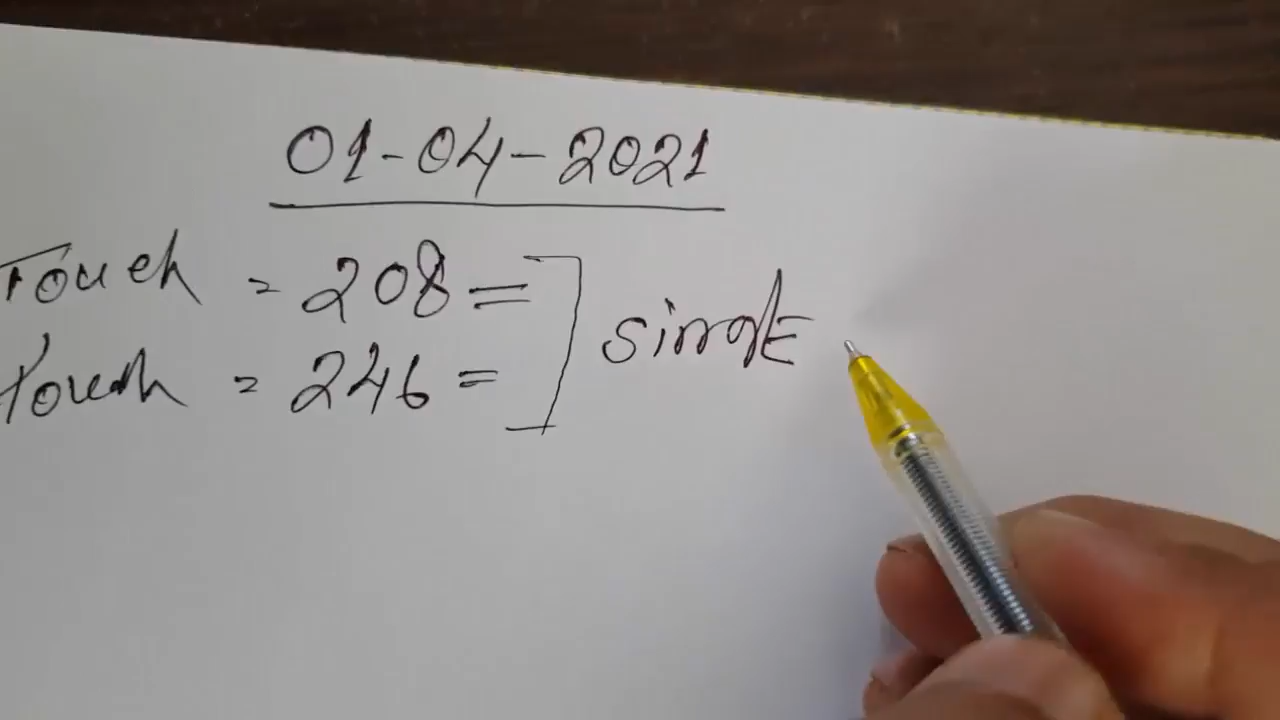 01-04-2021
Touch = 208 =
Touch = 246 =
single